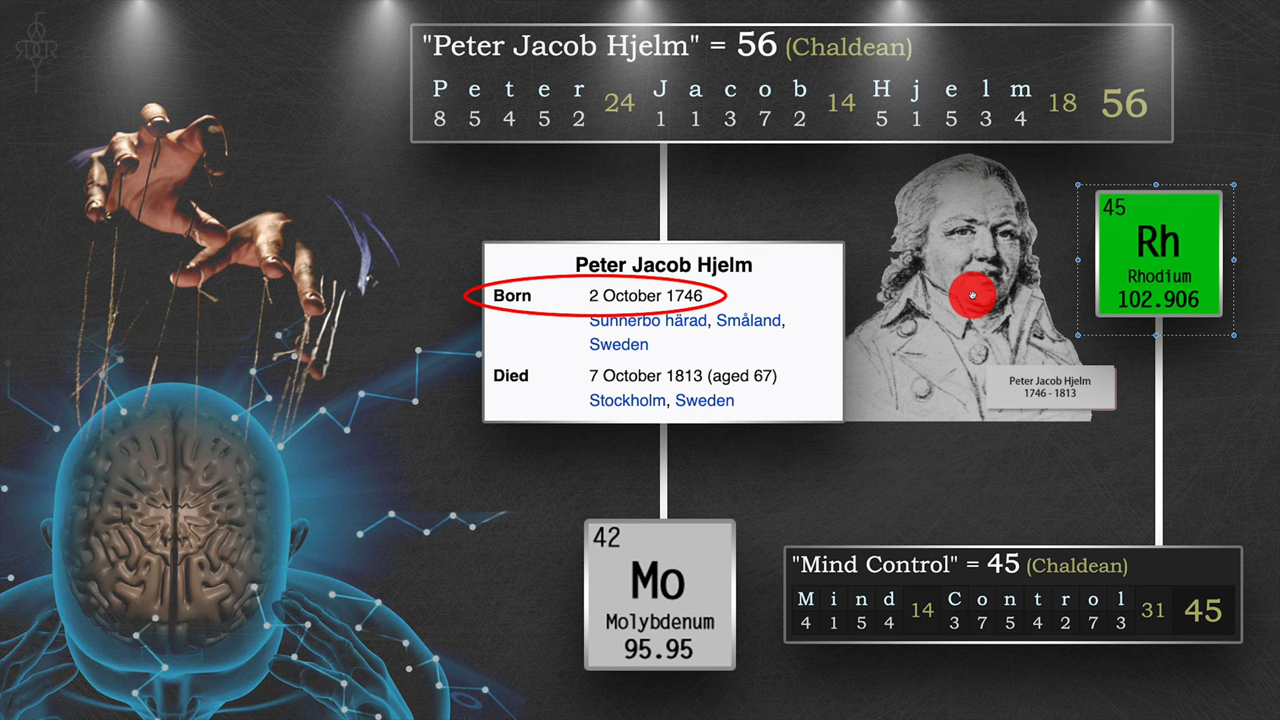 "Peter Jacob Hjelm" = 56 (Chaldean)
P e t e r 24 J a c o b 14 H j e l m 18 56
8 5 4 5 2 1 1 3 7 2 5 1 5 3 4
Peter Jacob Hjelm
Born 2 October 1746
Sunnerbo härad, Småland,
Sweden
Died 7 October 1813 (aged 67)
Stockholm, Sweden
Peter Jacob Hjelm
1746 - 1813
45
Rh
Rhodium
102.906
42
Mo
Molybdenum
95.95
"Mind Control" = 45 (Chaldean)
M i n d 14 C o n t r o l 31 45
4 1 5 4 3 7 5 4 2 7 3